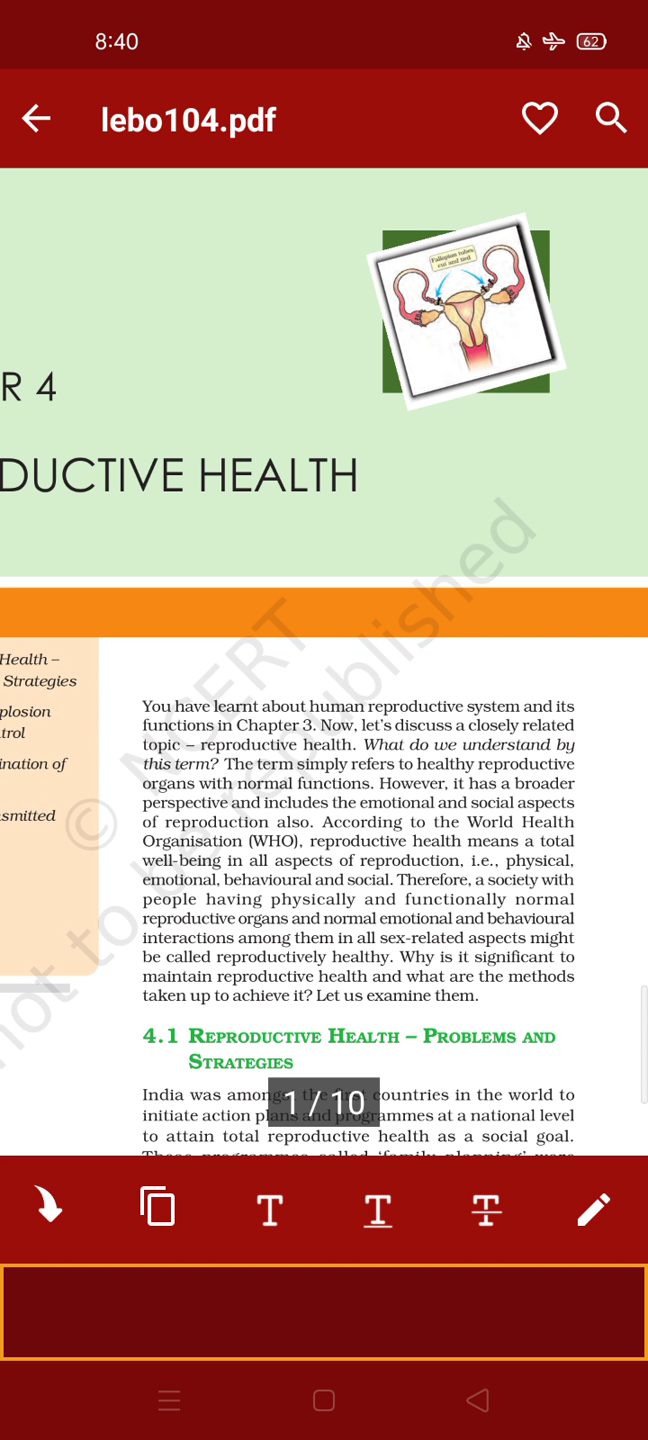 8:40
62
lebo104.pdf
Fallopian tubes
cut and tied
R 4
DUCTIVE HEALTH
Health –
Strategies
plosion
trol
ination of
smitted
© NCERT
not to be republished
You have learnt about human reproductive system and its
functions in Chapter 3. Now, let's discuss a closely related
topic – reproductive health. What do we understand by
this term? The term simply refers to healthy reproductive
organs with normal functions. However, it has a broader
perspective and includes the emotional and social aspects
of reproduction also. According to the World Health
Organisation (WHO), reproductive health means a total
well-being in all aspects of reproduction, i.e., physical,
emotional, behavioural and social. Therefore, a society with
people having physically and functionally normal
reproductive organs and normal emotional and behavioural
interactions among them in all sex-related aspects might
be called reproductively healthy. Why is it significant to
maintain reproductive health and what are the methods
taken up to achieve it? Let us examine them.
4.1 REPRODUCTIVE HEALTH – PROBLEMS AND
STRATEGIES
India was amongst the first countries in the world to
1 / 10
initiate action plans and programmes at a national level
to attain total reproductive health as a social goal.
These programmes called 'family planning' were